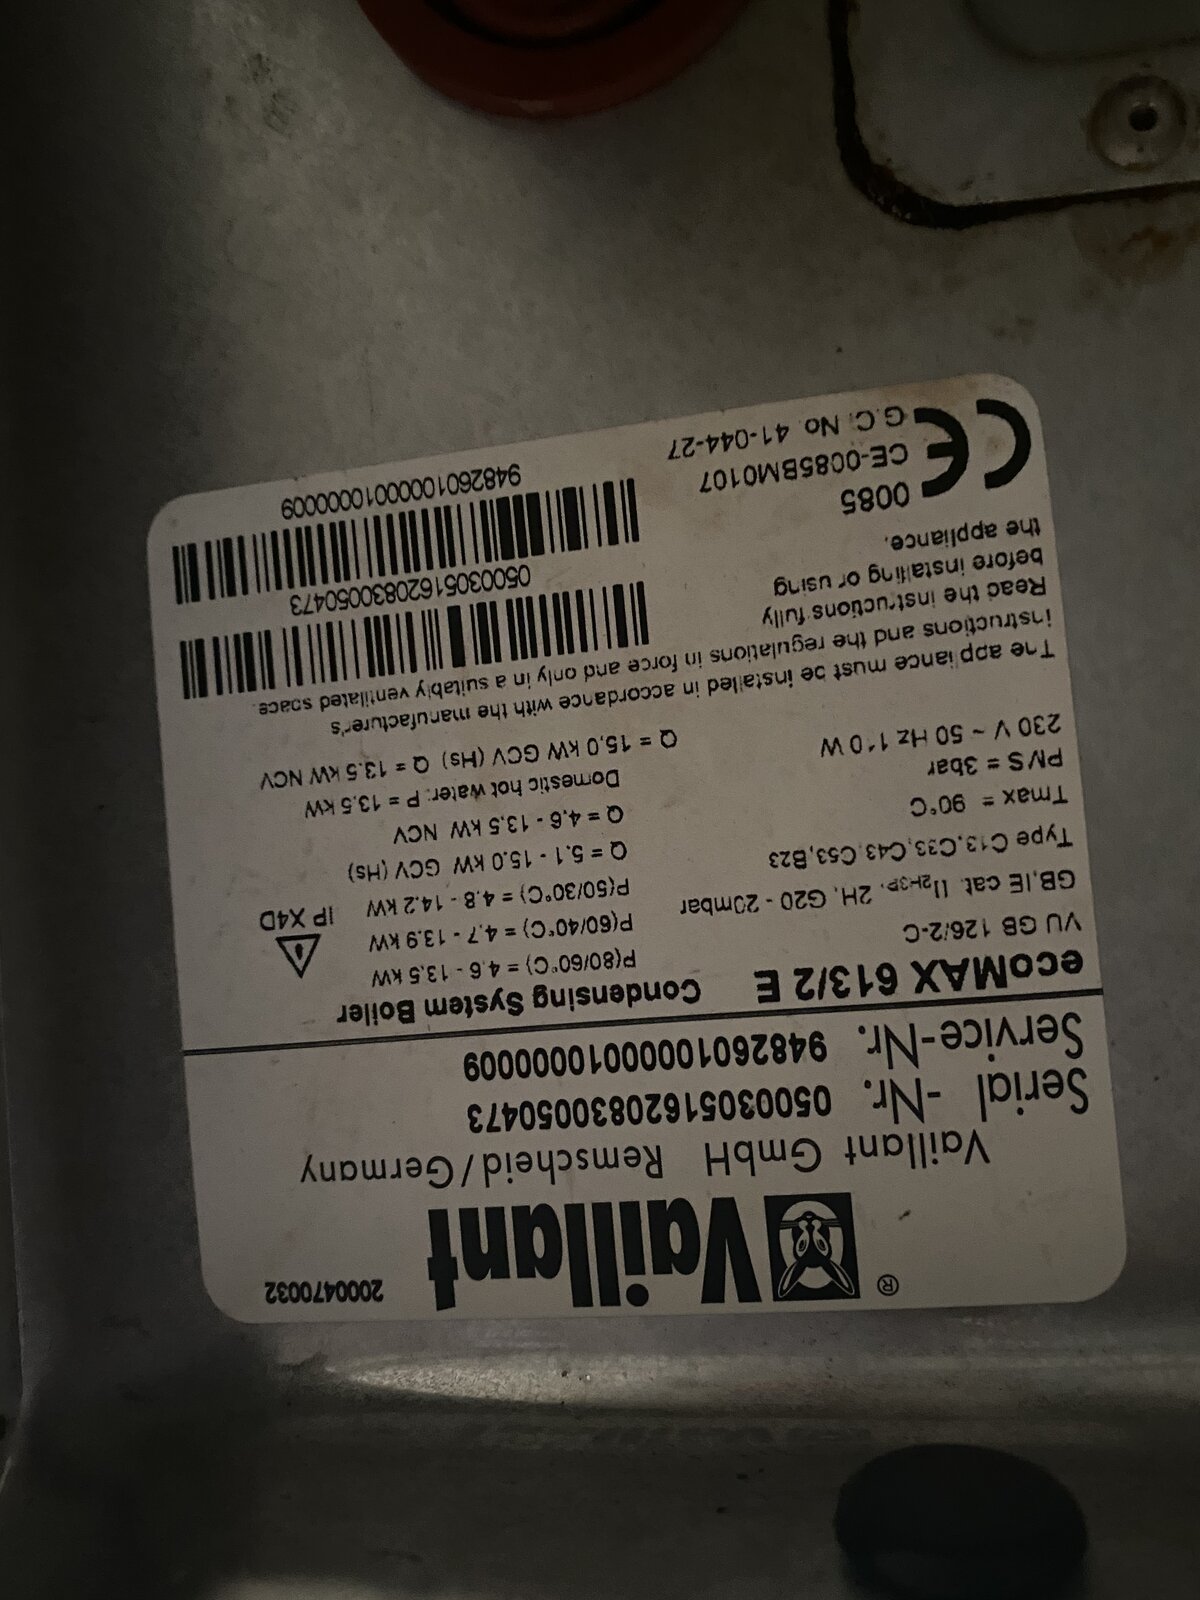 2000470032
Vaillant ®
Vaillant GmbH Remscheid/Germany
Serial -Nr. 05003051620830050473
Service-Nr. 9482601000001000009
ecoMAX 613/2 E Condensing System Boiler
VU GB 126/2-C
GB,IE cat. II2H3P, 2H, G20 - 20mbar
Type C13,C33,C43,C53,B23
Tmax = 90°C
PMS = 3bar
230 V ~ 50 Hz 110 W
P(80/60°C) = 4.6 - 13.5 kW
P(60/40°C) = 4.7 - 13.9 kW
P(50/30°C) = 4.8 - 14.2 kW
IP X4D
Q = 5.1 - 15.0 kW GCV (Hs)
Q = 4.6 - 13.5 kW NCV
Domestic hot water: P = 13.5 kW
Q = 15.0 kW GCV (Hs) Q = 13.5 kW NCV
The appliance must be installed in accordance with the manufacturer's
instructions and the regulations in force and only in a suitably ventilated space.
Read the instructions fully
before installing or using
the appliance.
05003051620830050473
9482601000001000009
CE 0085
CE-0085BM0107
G.C. No. 41-044-27